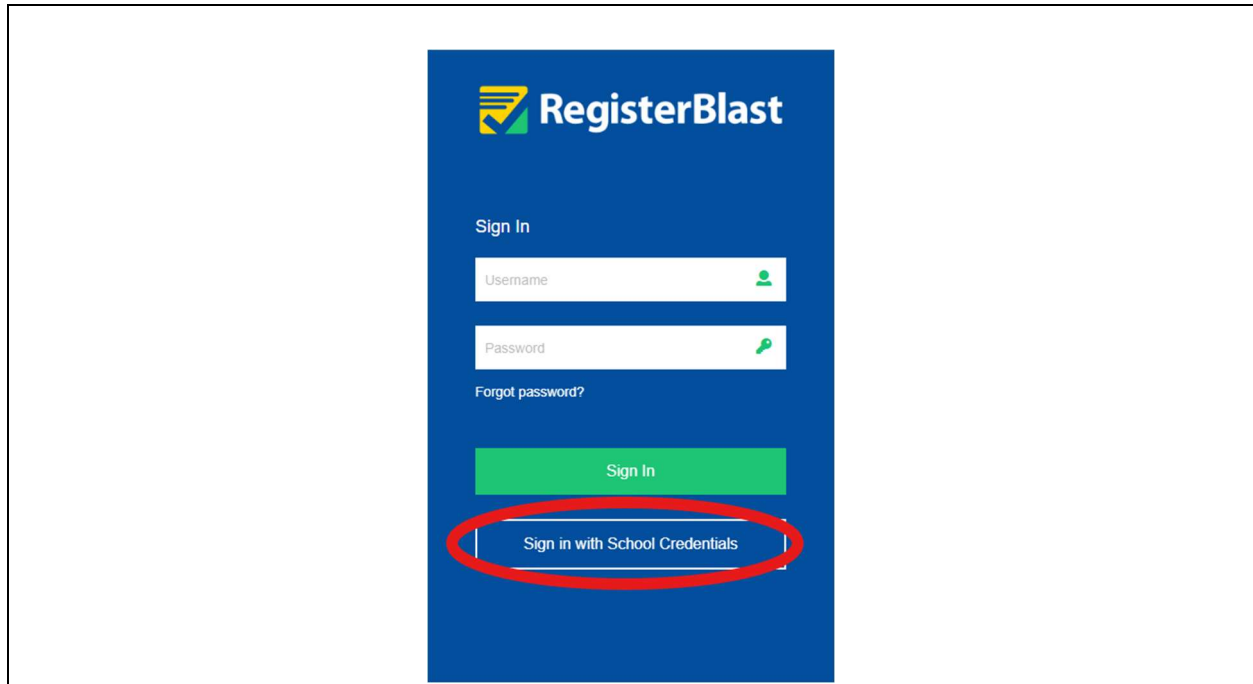 RegisterBlast
Sign In
Username
Password
Forgot password?
Sign In
Sign in with School Credentials